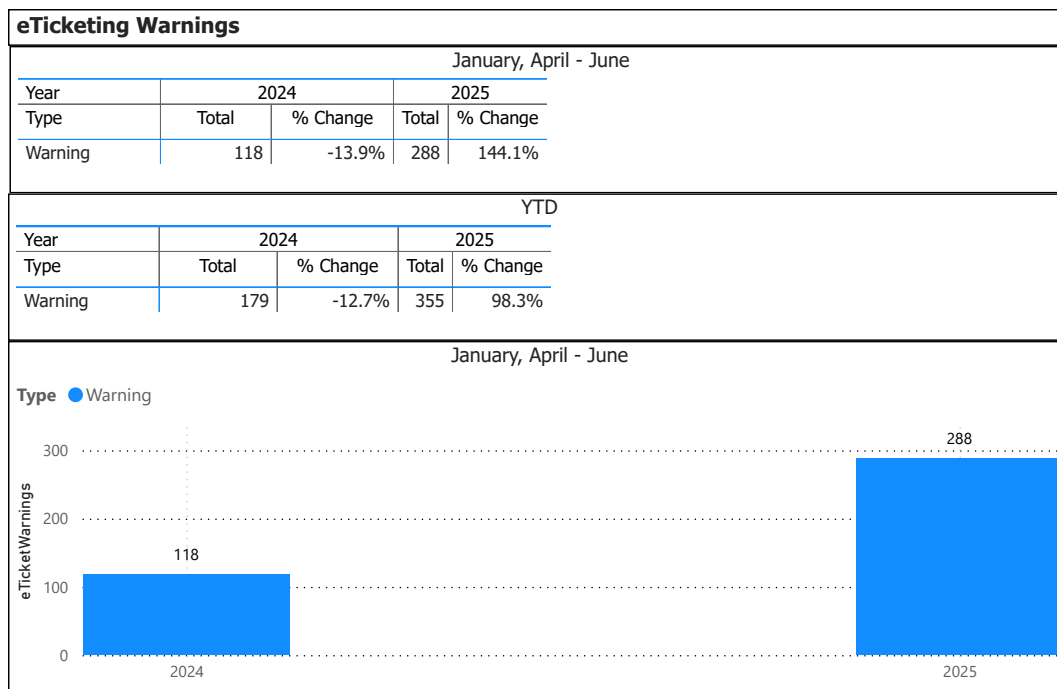 eTicketing Warnings
January, April - June
Year 2024 2025
Type Total % Change Total % Change
Warning 118 -13.9% 288 144.1%
YTD
Year 2024 2025
Type Total % Change Total % Change
Warning 179 -12.7% 355 98.3%
January, April - June
Type Warning
eTicketWarnings
300
200
100
0
118
288
2024
2025